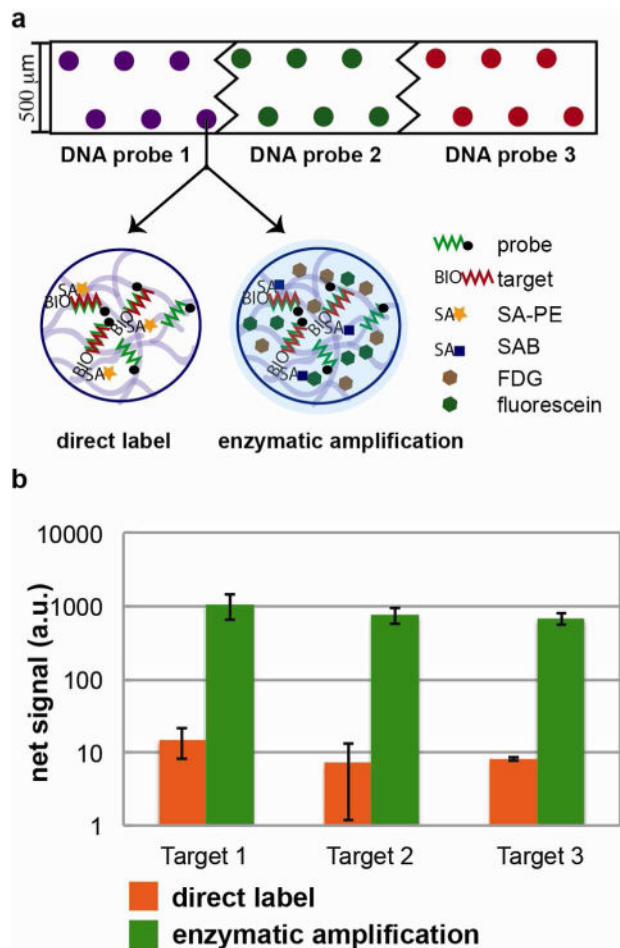 a
500 µm
DNA probe 1 DNA probe 2 DNA probe 3
SA
BIO
BIO
SA
BIO
SA
direct label
SA
BIO
BIO
SA
BIO
SA
enzymatic amplification
probe
BIO target
SA SA-PE
SA SAB
FDG
fluorescein
b
net signal (a.u.)
10000
1000
100
10
1
Target 1 Target 2 Target 3
direct label
enzymatic amplification